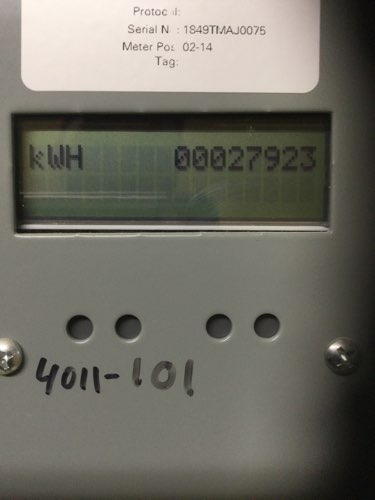 Protocol:
Serial N : 1849TMAJ0075
Meter Pos 02-14
Tag:
kWH 00027923
4011-101